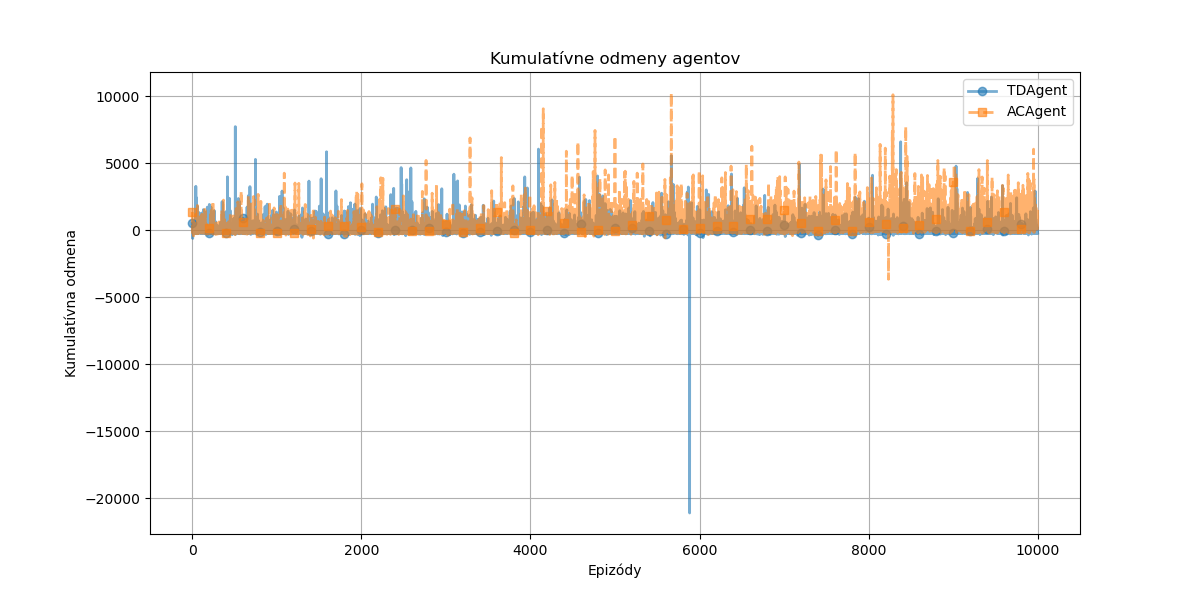 Kumulatívne odmeny agentov
TDAgent
ACAgent
10000
5000
0
−5000
−10000
−15000
−20000
Kumulatívna odmena
0 2000 4000 6000 8000 10000
Epizódy